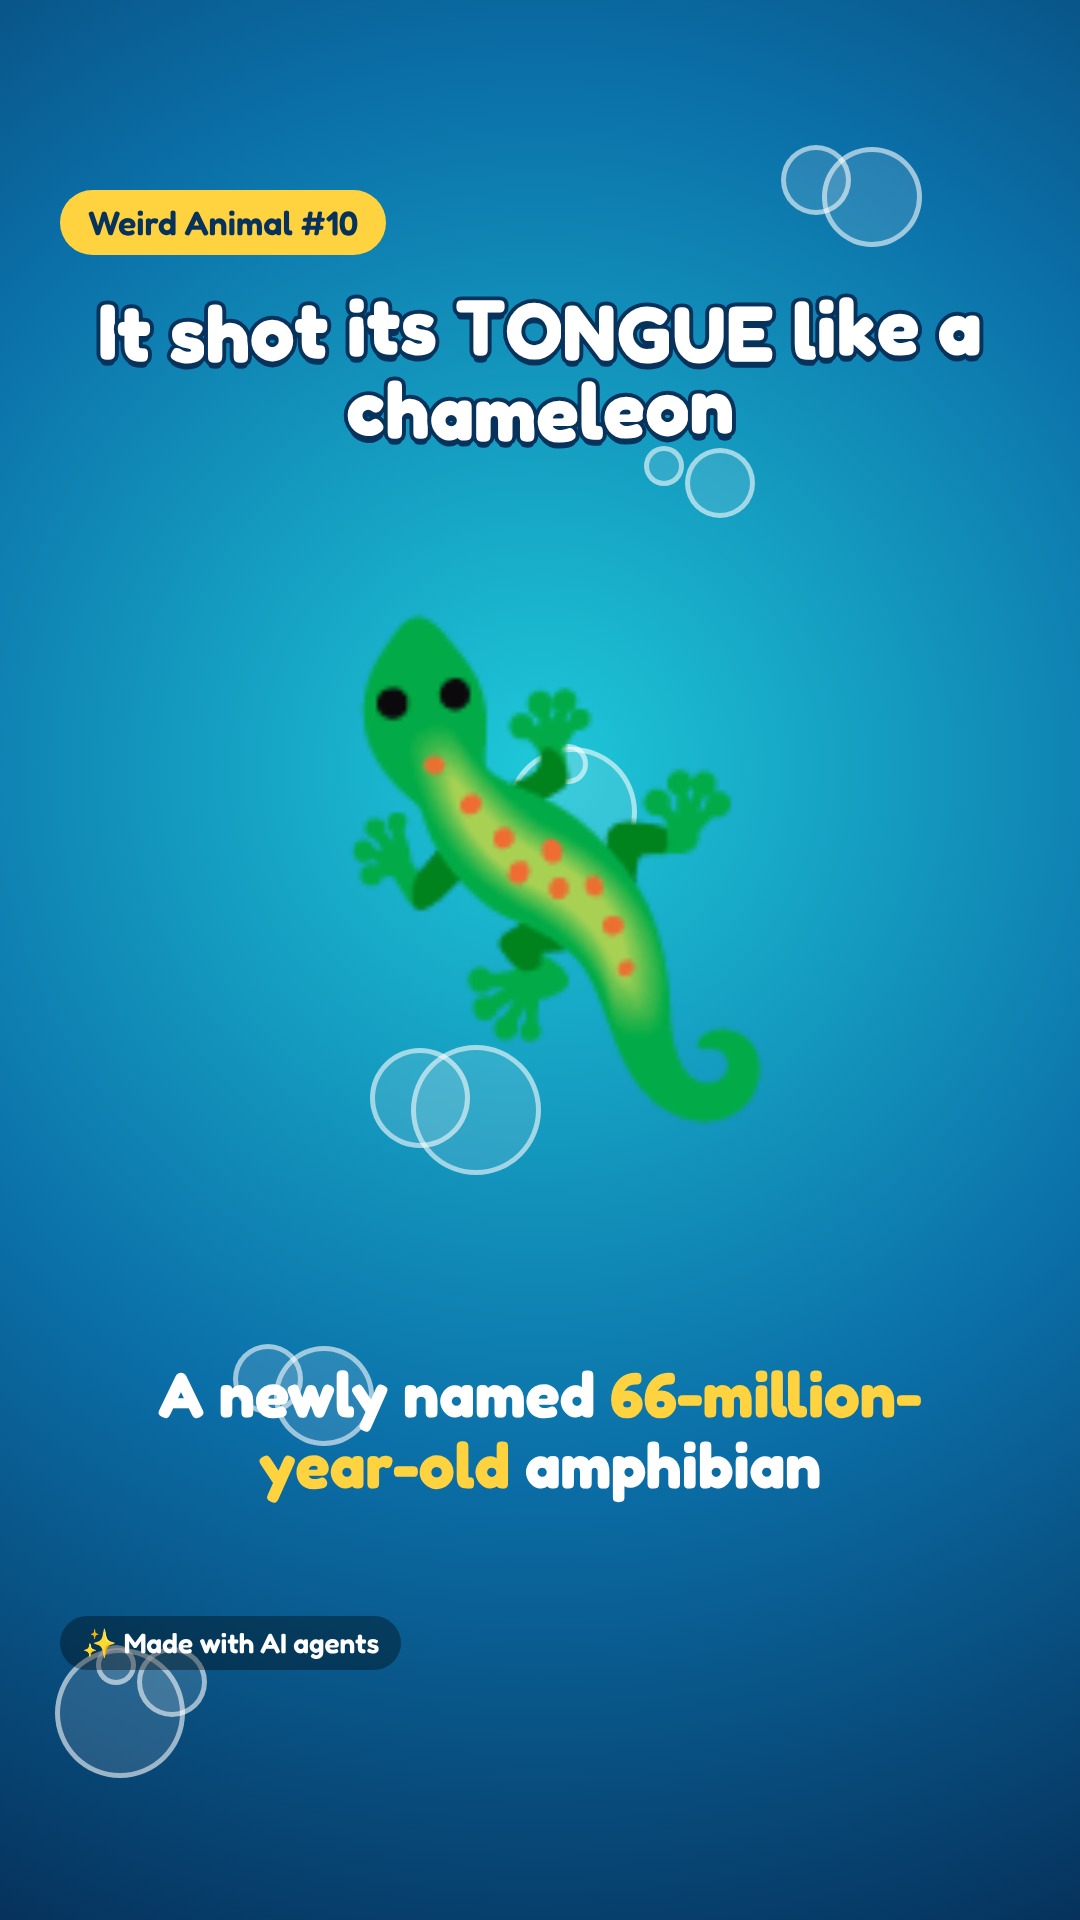 Weird Animal #10
It shot its TONGUE like a
chameleon
A newly named 66-million-
year-old amphibian
✨ Made with AI agents